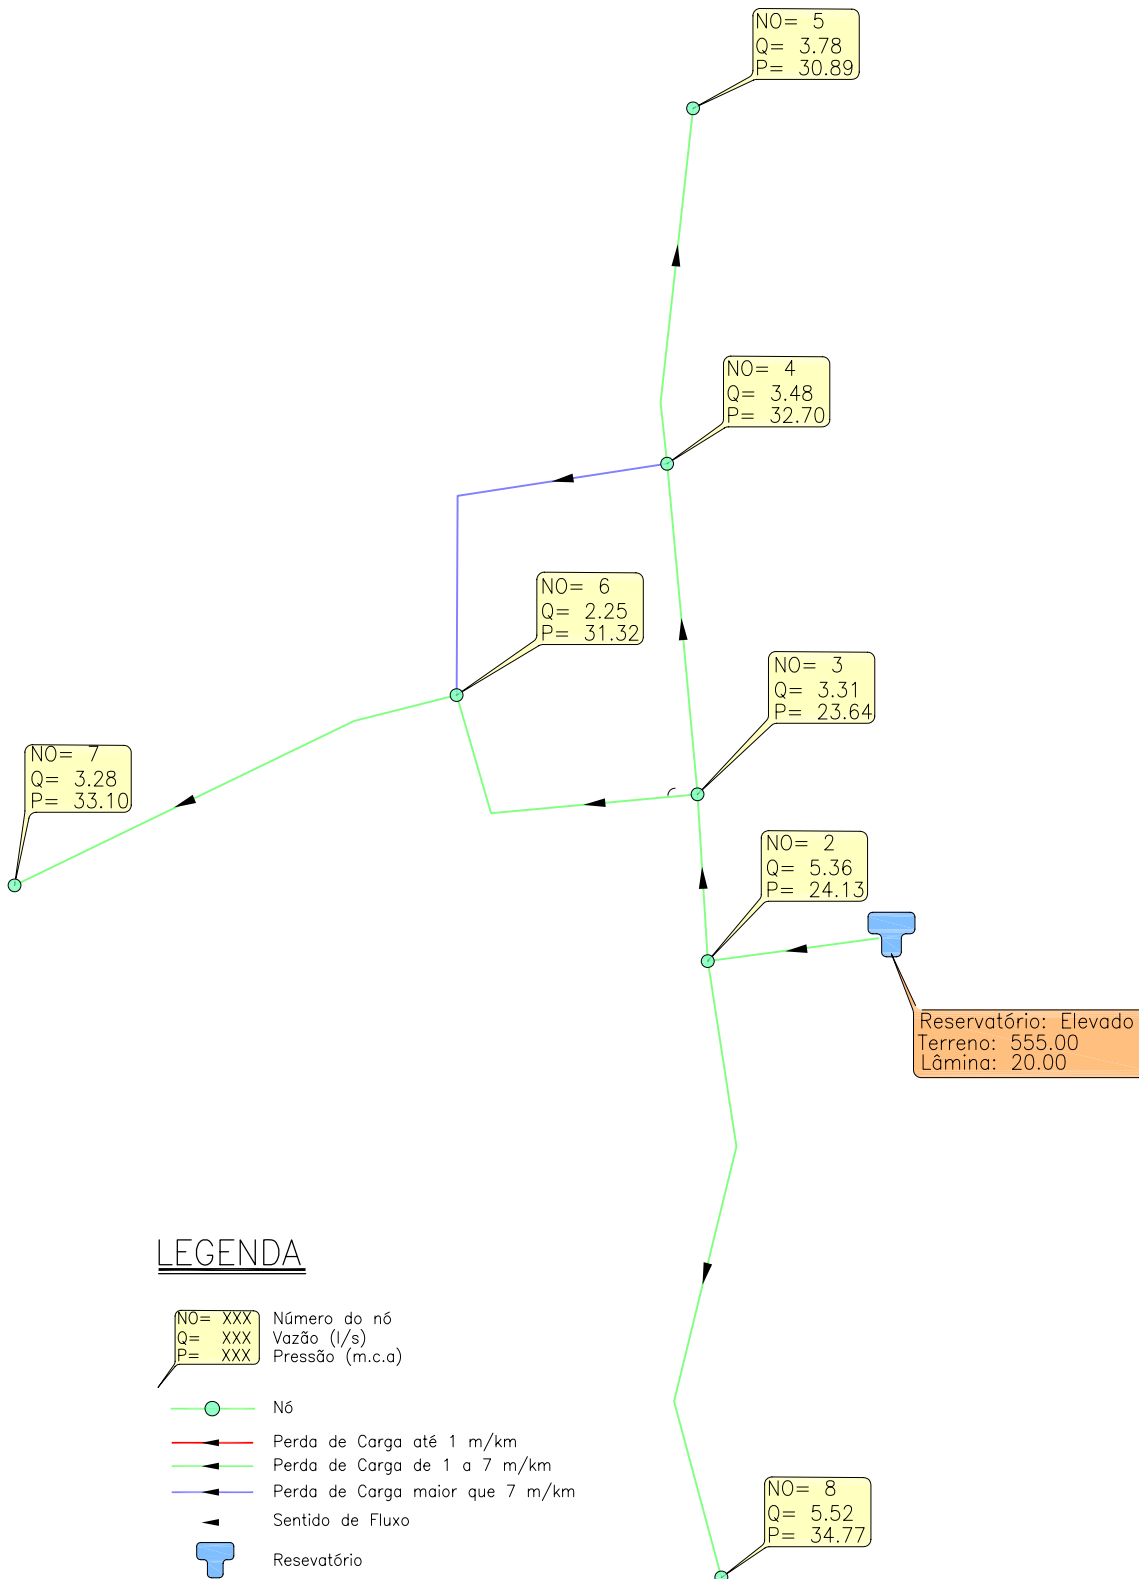 NO= 5
Q= 3.78
P= 30.89
NO= 4
Q= 3.48
P= 32.70
NO= 6
Q= 2.25
P= 31.32
NO= 3
Q= 3.31
P= 23.64
NO= 7
Q= 3.28
P= 33.10
NO= 2
Q= 5.36
P= 24.13
Reservatório: Elevado
Terreno: 555.00
Lâmina: 20.00
LEGENDA
NO= XXX Número do nó
Q= XXX Vazão (l/s)
P= XXX Pressão (m.c.a)
Nó
Perda de Carga até 1 m/km
Perda de Carga de 1 a 7 m/km
Perda de Carga maior que 7 m/km
Sentido de Fluxo
Resevatório
NO= 8
Q= 5.52
P= 34.77